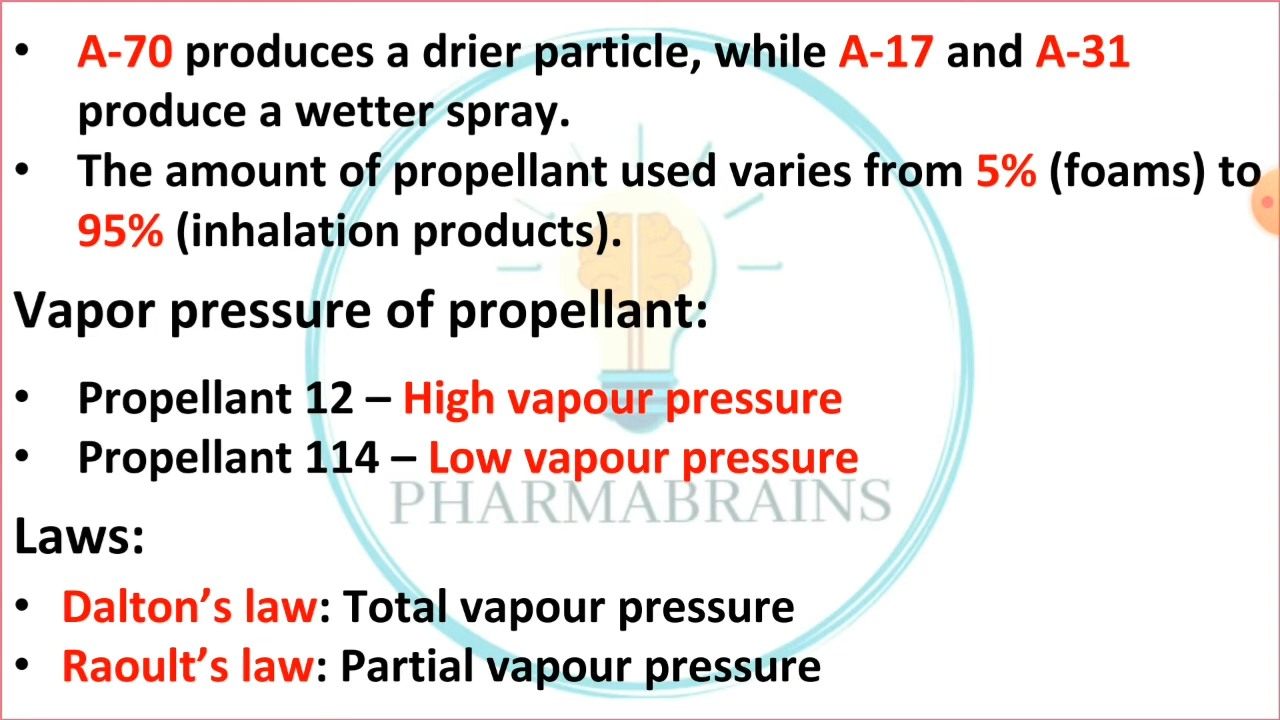 • A-70 produces a drier particle, while A-17 and A-31
produce a wetter spray.
• The amount of propellant used varies from 5% (foams) to
95% (inhalation products).
Vapor pressure of propellant:
• Propellant 12 – High vapour pressure
• Propellant 114 – Low vapour pressure
PHARMABRAINS
Laws:
• Dalton’s law: Total vapour pressure
• Raoult’s law: Partial vapour pressure